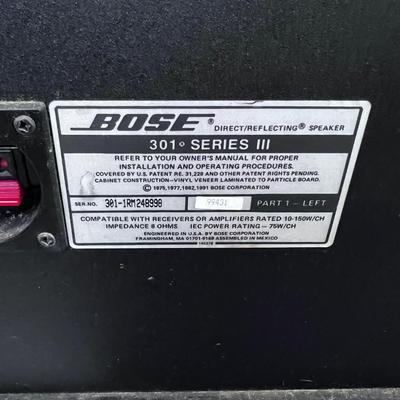 BOSE® DIRECT/REFLECTING® SPEAKER
301® SERIES III
REFER TO YOUR OWNER'S MANUAL FOR PROPER
INSTALLATION AND OPERATING PROCEDURES.
COVERED BY U.S. PATENT RE. 31,228 AND OTHER PATENT RIGHTS PENDING.
CABINET CONSTRUCTION—VINYL VENEER LAMINATED TO PARTICLE BOARD.
© 1975,1977,1982,1991 BOSE CORPORATION
SER.NO. 301-1RM248998 99431 PART 1 - LEFT
COMPATIBLE WITH RECEIVERS OR AMPLIFIERS RATED 10-150W/CH
IMPEDANCE 8 OHMS IEC POWER RATING - 75W/CH
ENGINEERED IN U.S.A. BY BOSE CORPORATION
FRAMINGHAM, MA 01701-9168 ASSEMBLED IN MEXICO